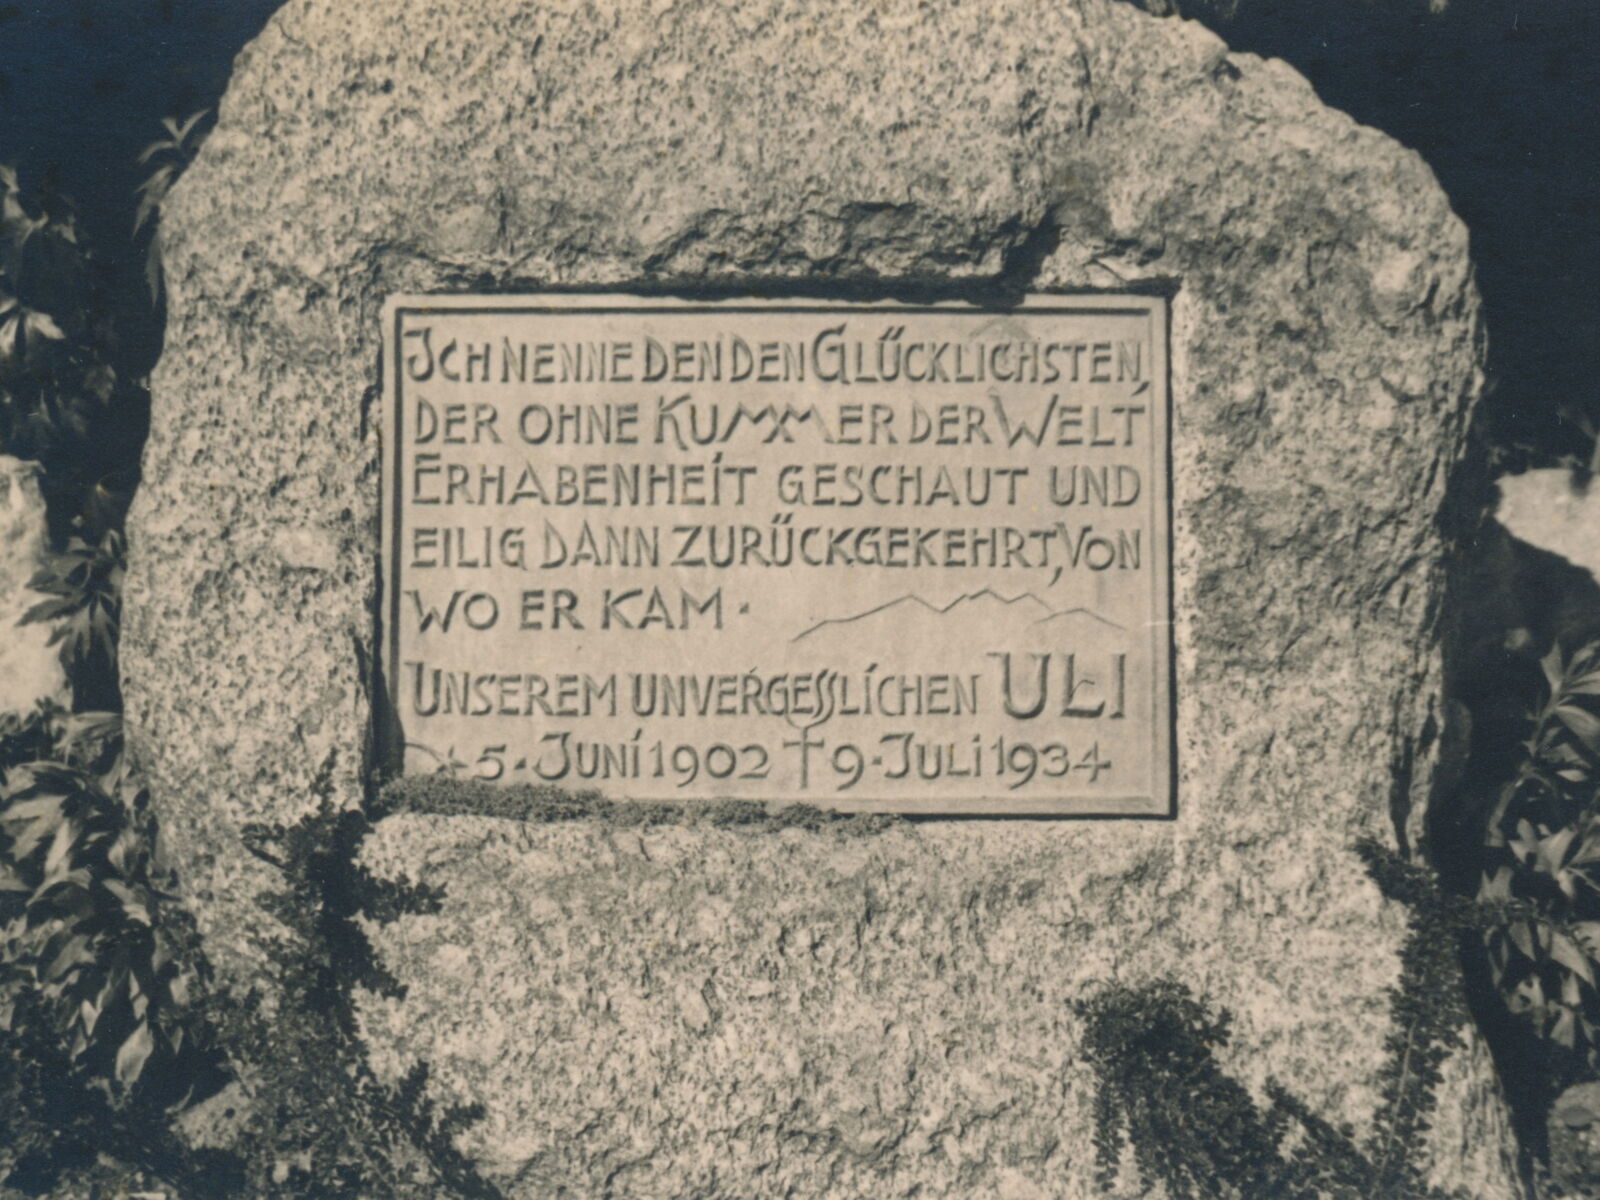 ICH NENNE DEN DEN GLÜCKLICHSTEN,
DER OHNE KUMMER DER WELT
ERHABENHEIT GESCHAUT UND
EILIG DANN ZURÜCKGEKEHRT, VON
WO ER KAM.
UNSEREM UNVERGESSLICHEN ULI
5. JUNI 1902 † 9. JULI 1934